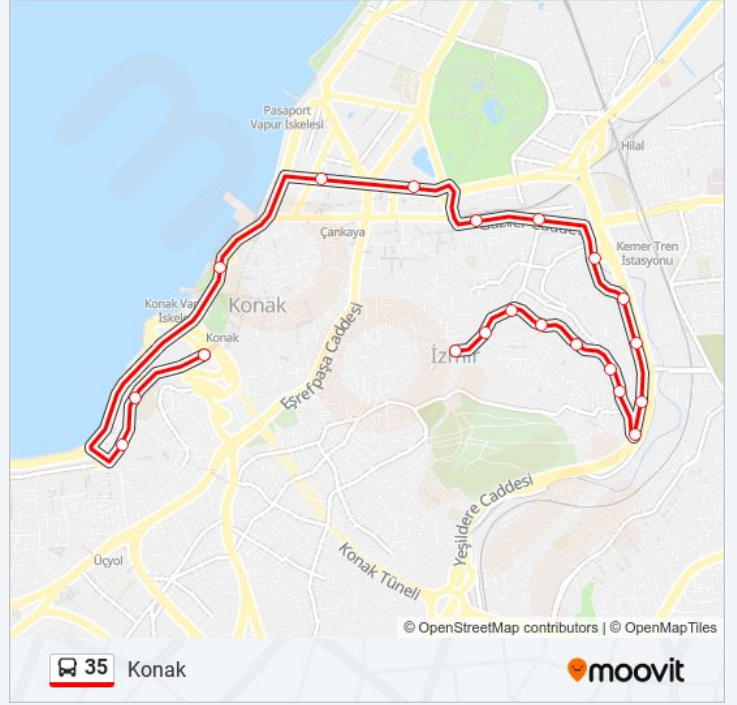 Pasaport
Vapur İskelesi
Hilal
Çankaya
Gaziler Caddesi
Kemer Tren
İstasyonu
Konak Vapur
İskelesi
Konak
Konak
İzmir
Eşrefpaşa Caddesi
Yeşildere Caddesi
Üçyol
Konak Tüneli
© OpenStreetMap contributors | © OpenMapTiles
35 Konak
moovit